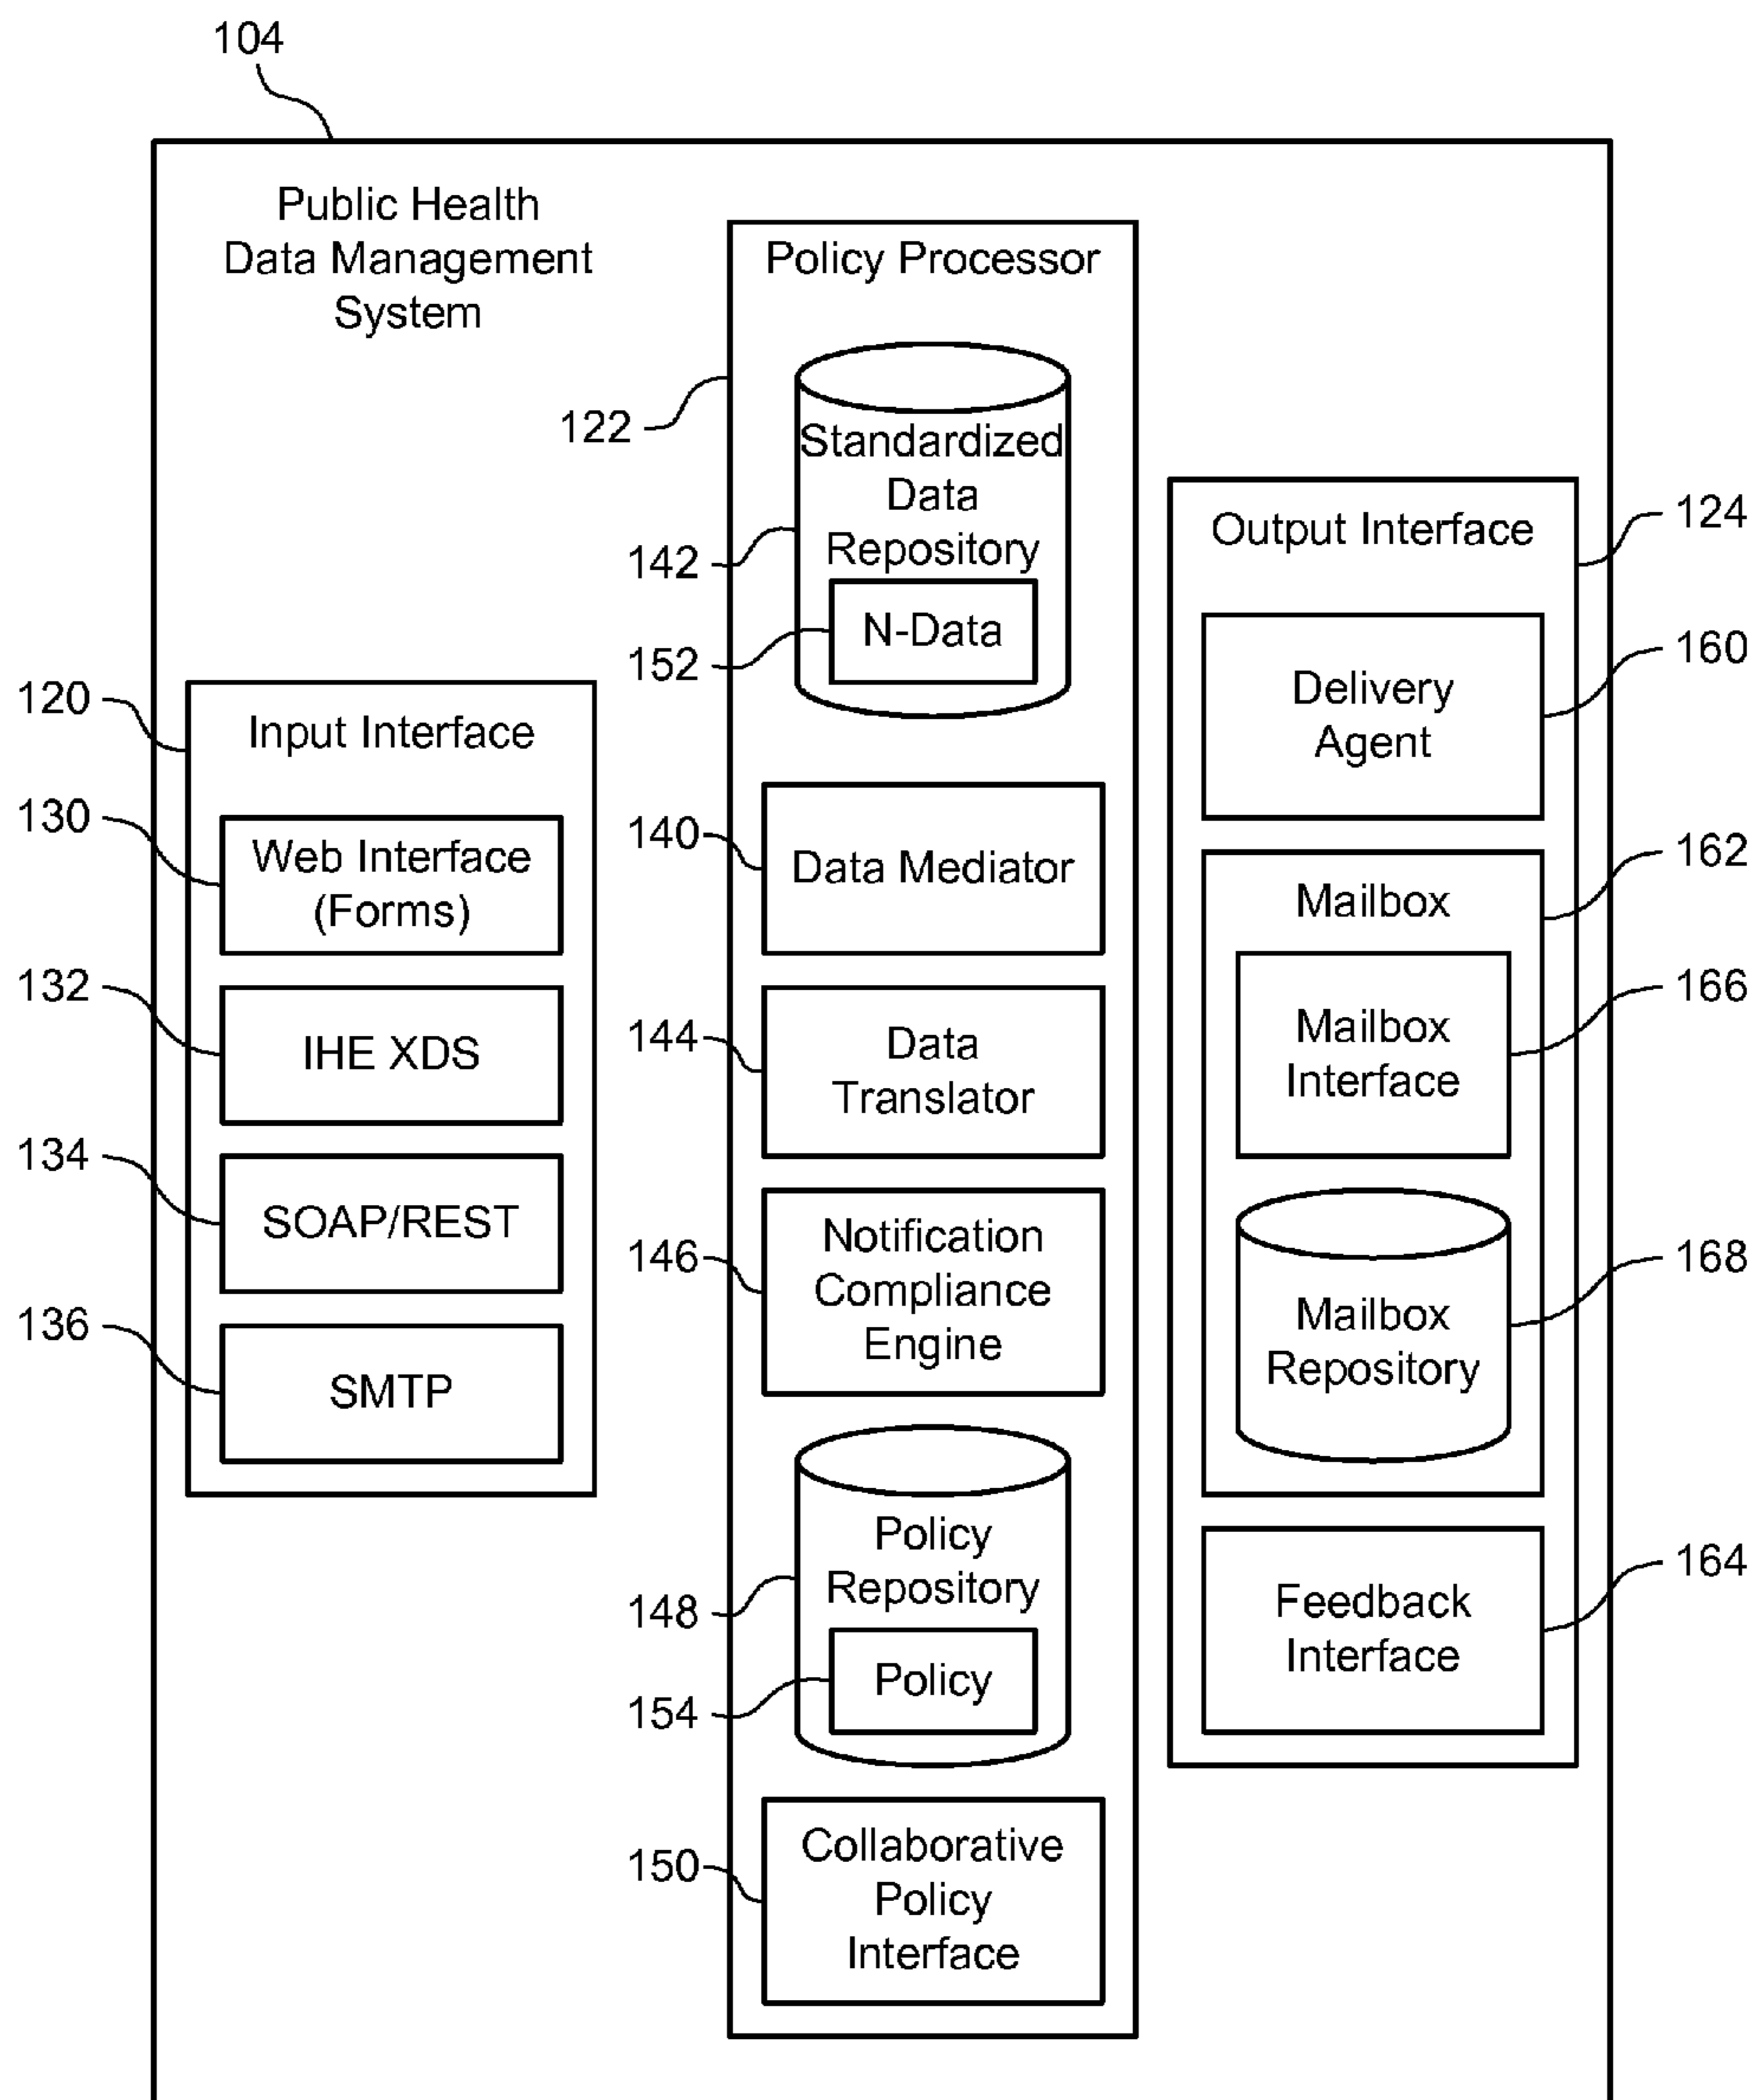 104
Public Health
Data Management
System
120
Input Interface
130
Web Interface
(Forms)
132
IHE XDS
134
SOAP/REST
136
SMTP
122
Policy Processor
142
Standardized
Data
Repository
152
N-Data
140
Data Mediator
144
Data
Translator
146
Notification
Compliance
Engine
148
Policy
Repository
154
Policy
150
Collaborative
Policy
Interface
124
Output Interface
160
Delivery
Agent
162
Mailbox
166
Mailbox
Interface
168
Mailbox
Repository
164
Feedback
Interface